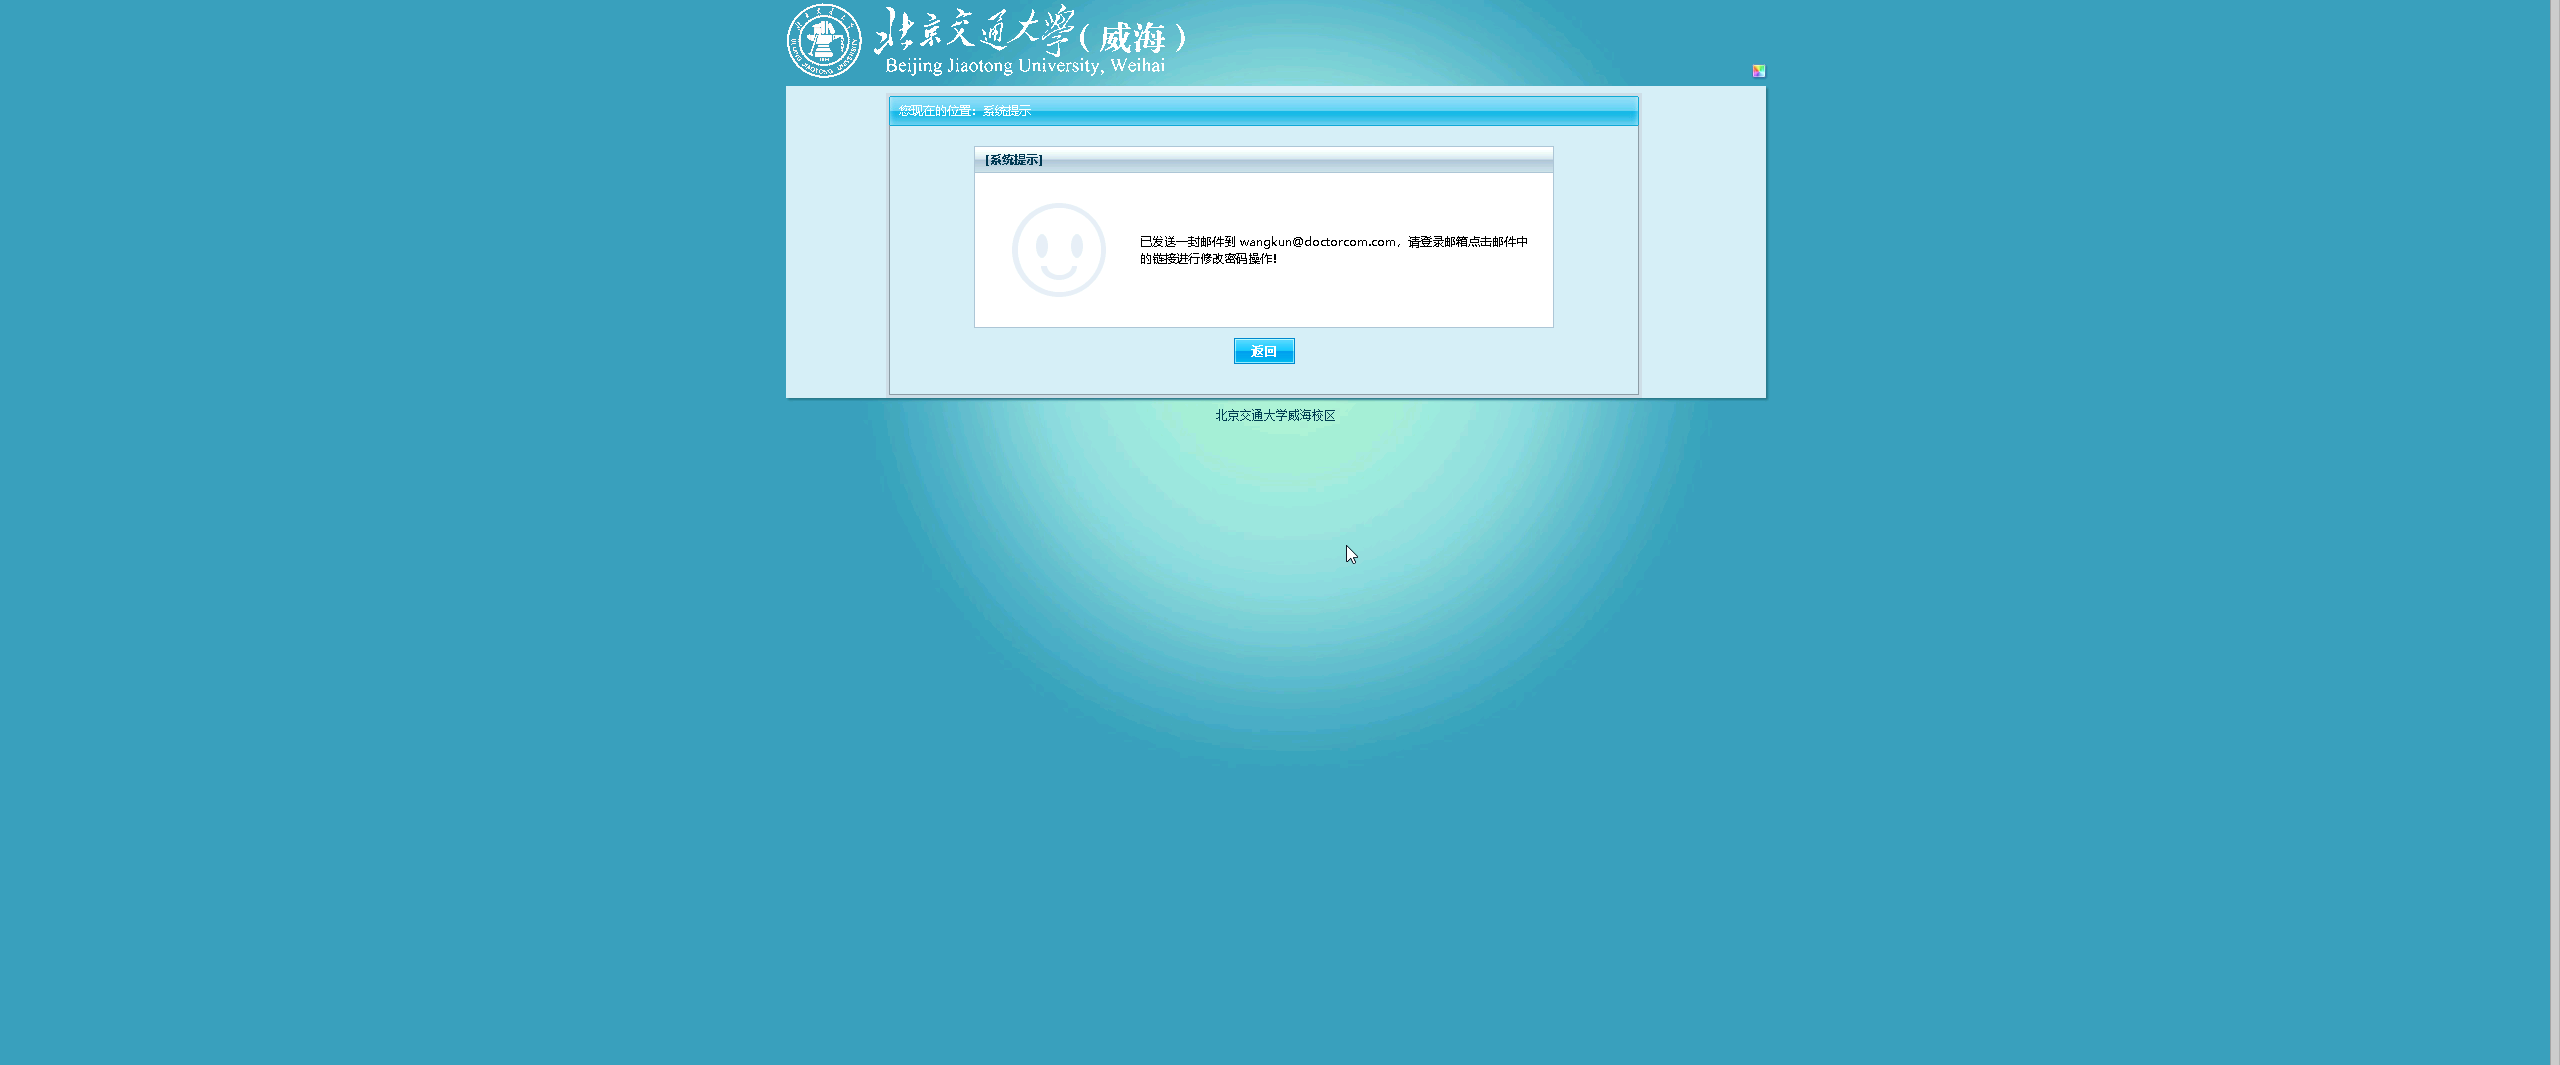 北京交通大學（威海）
Beijing Jiaotong University, Weihai
您现在的位置：系统提示
[系统提示]
已发送一封邮件到 wangkun@doctorcom.com，请登录邮箱点击邮件中
的链接进行修改密码操作!
返回
北京交通大学威海校区